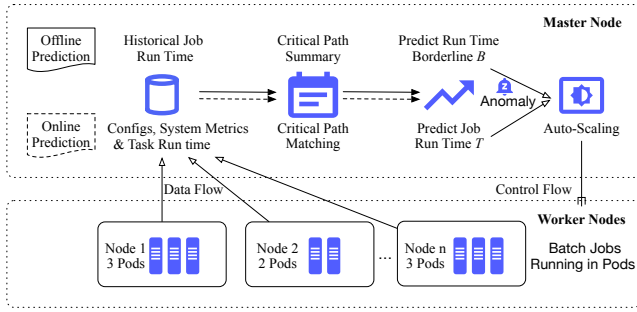 Master Node
Offline
Prediction
Historical Job
Run Time
Critical Path
Summary
Predict Run Time
Borderline B
z
Anomaly
Online
Prediction
Configs, System Metrics
& Task Run time
Critical Path
Matching
Predict Job
Run Time T
Auto-Scaling
Data Flow
Control Flow
Worker Nodes
Node 1
3 Pods
Node 2
2 Pods
...
Node n
3 Pods
Batch Jobs
Running in Pods